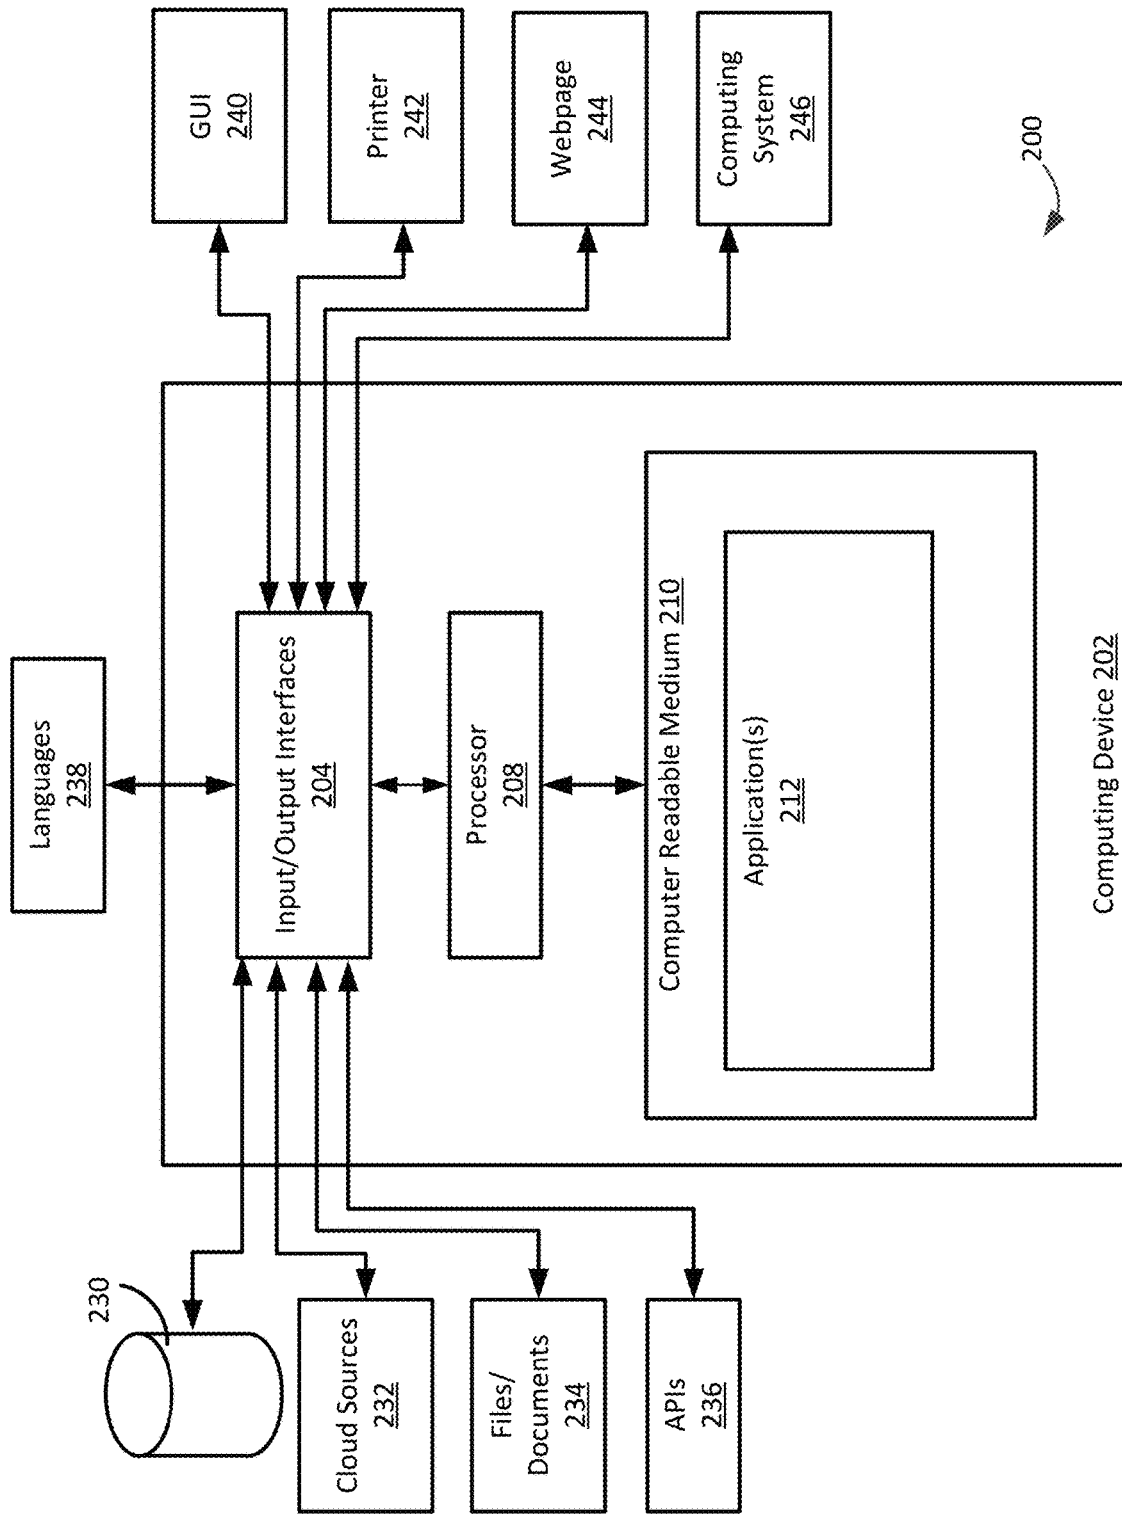 Languages
238
230
Cloud Sources
232
Files/
Documents
234
APIs
236
Input/Output Interfaces
204
Processor
208
Computer Readable Medium 210
Application(s)
212
Computing Device 202
GUI
240
Printer
242
Webpage
244
Computing
System
246
200